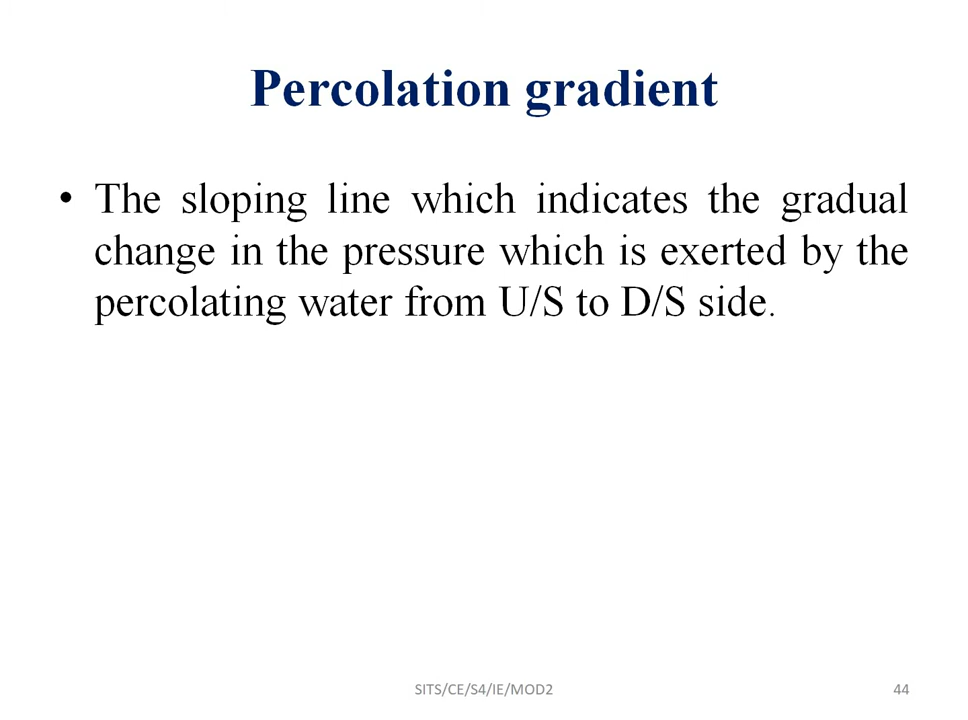 Percolation gradient
• The sloping line which indicates the gradual
change in the pressure which is exerted by the
percolating water from U/S to D/S side.
SITS/CE/S4/IE/MOD2
44